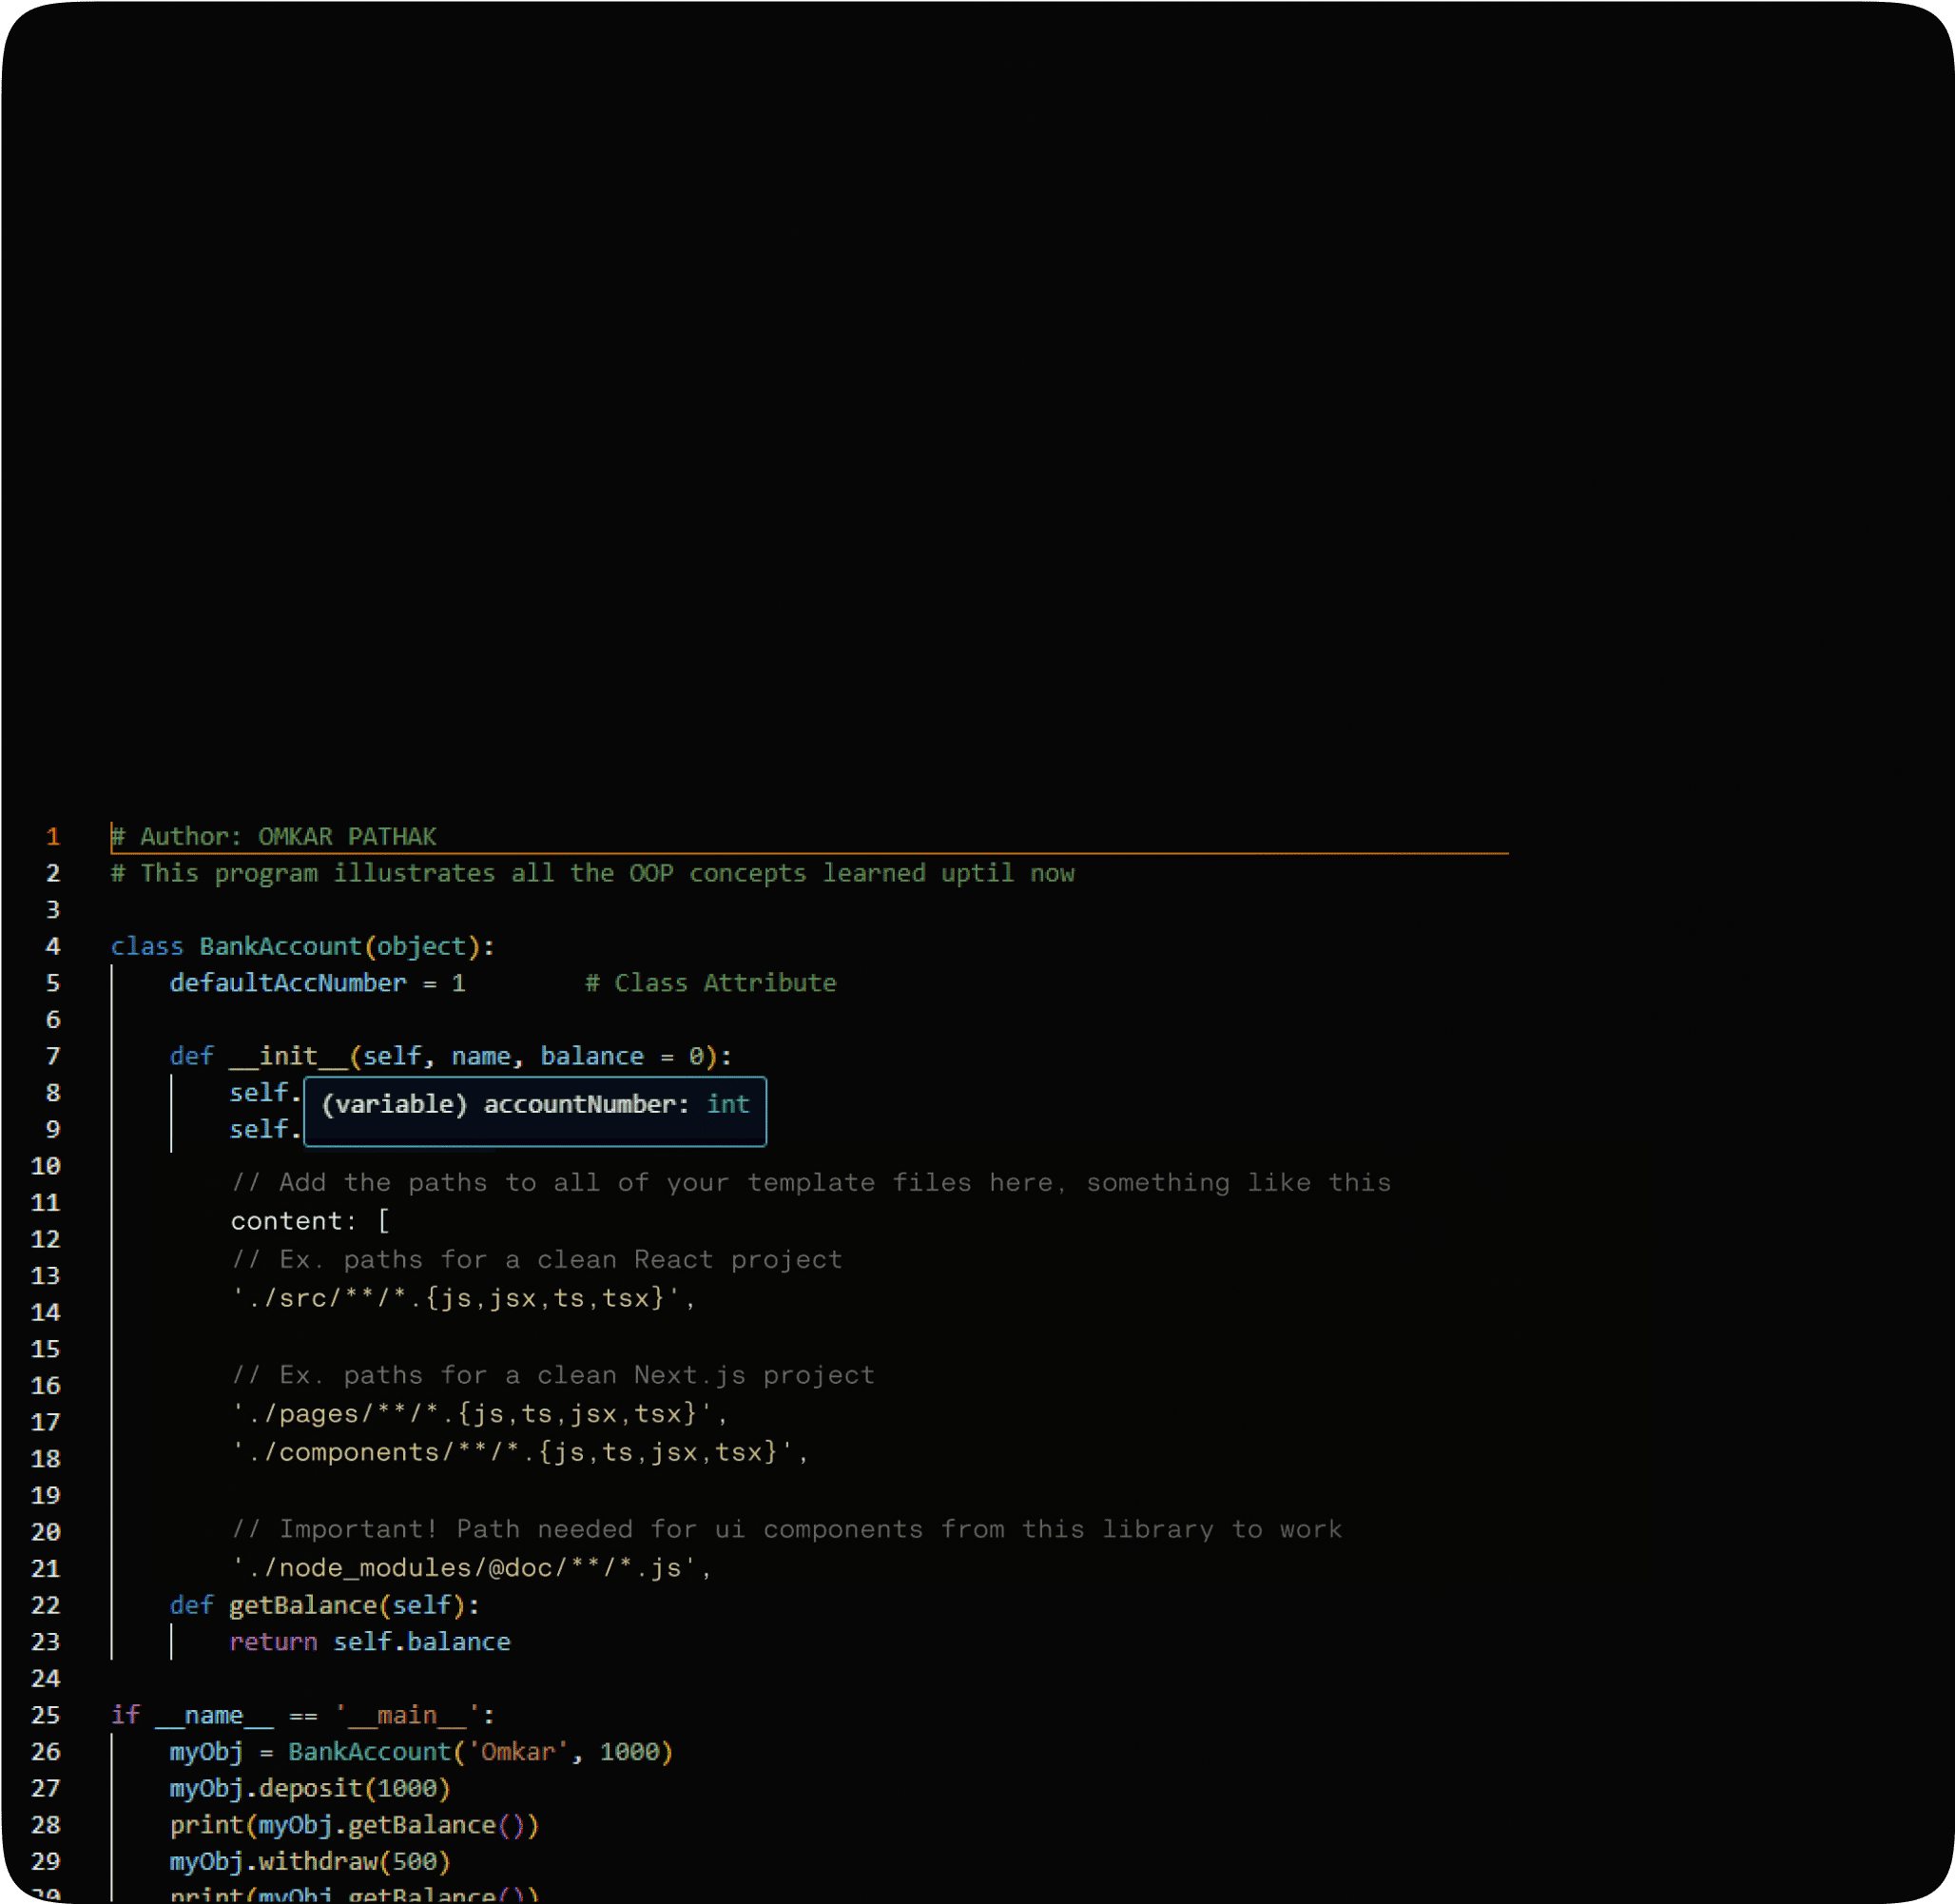 1 # Author: OMKAR PATHAK
2 # This program illustrates all the OOP concepts learned uptil now
3
4 class BankAccount(object):
5 defaultAccNumber = 1 # Class Attribute
6
7 def __init__(self, name, balance = 0):
8 self.
(variable) accountNumber: int
9 self.
10
// Add the paths to all of your template files here, something like this
11
content: [
12
// Ex. paths for a clean React project
13
'./src/**/*.{js,jsx,ts,tsx}',
14
15
// Ex. paths for a clean Next.js project
16
'./pages/**/*.{js,ts,jsx,tsx}',
17
'./components/**/*.{js,ts,jsx,tsx}',
18
19
// Important! Path needed for ui components from this library to work
20
'./node_modules/@doc/**/*.js',
21
22 def getBalance(self):
23 return self.balance
24
25 if __name__ == '__main__':
26 myObj = BankAccount('Omkar', 1000)
27 myObj.deposit(1000)
28 print(myObj.getBalance())
29 myObj.withdraw(500)
print(myObj.getBalance())